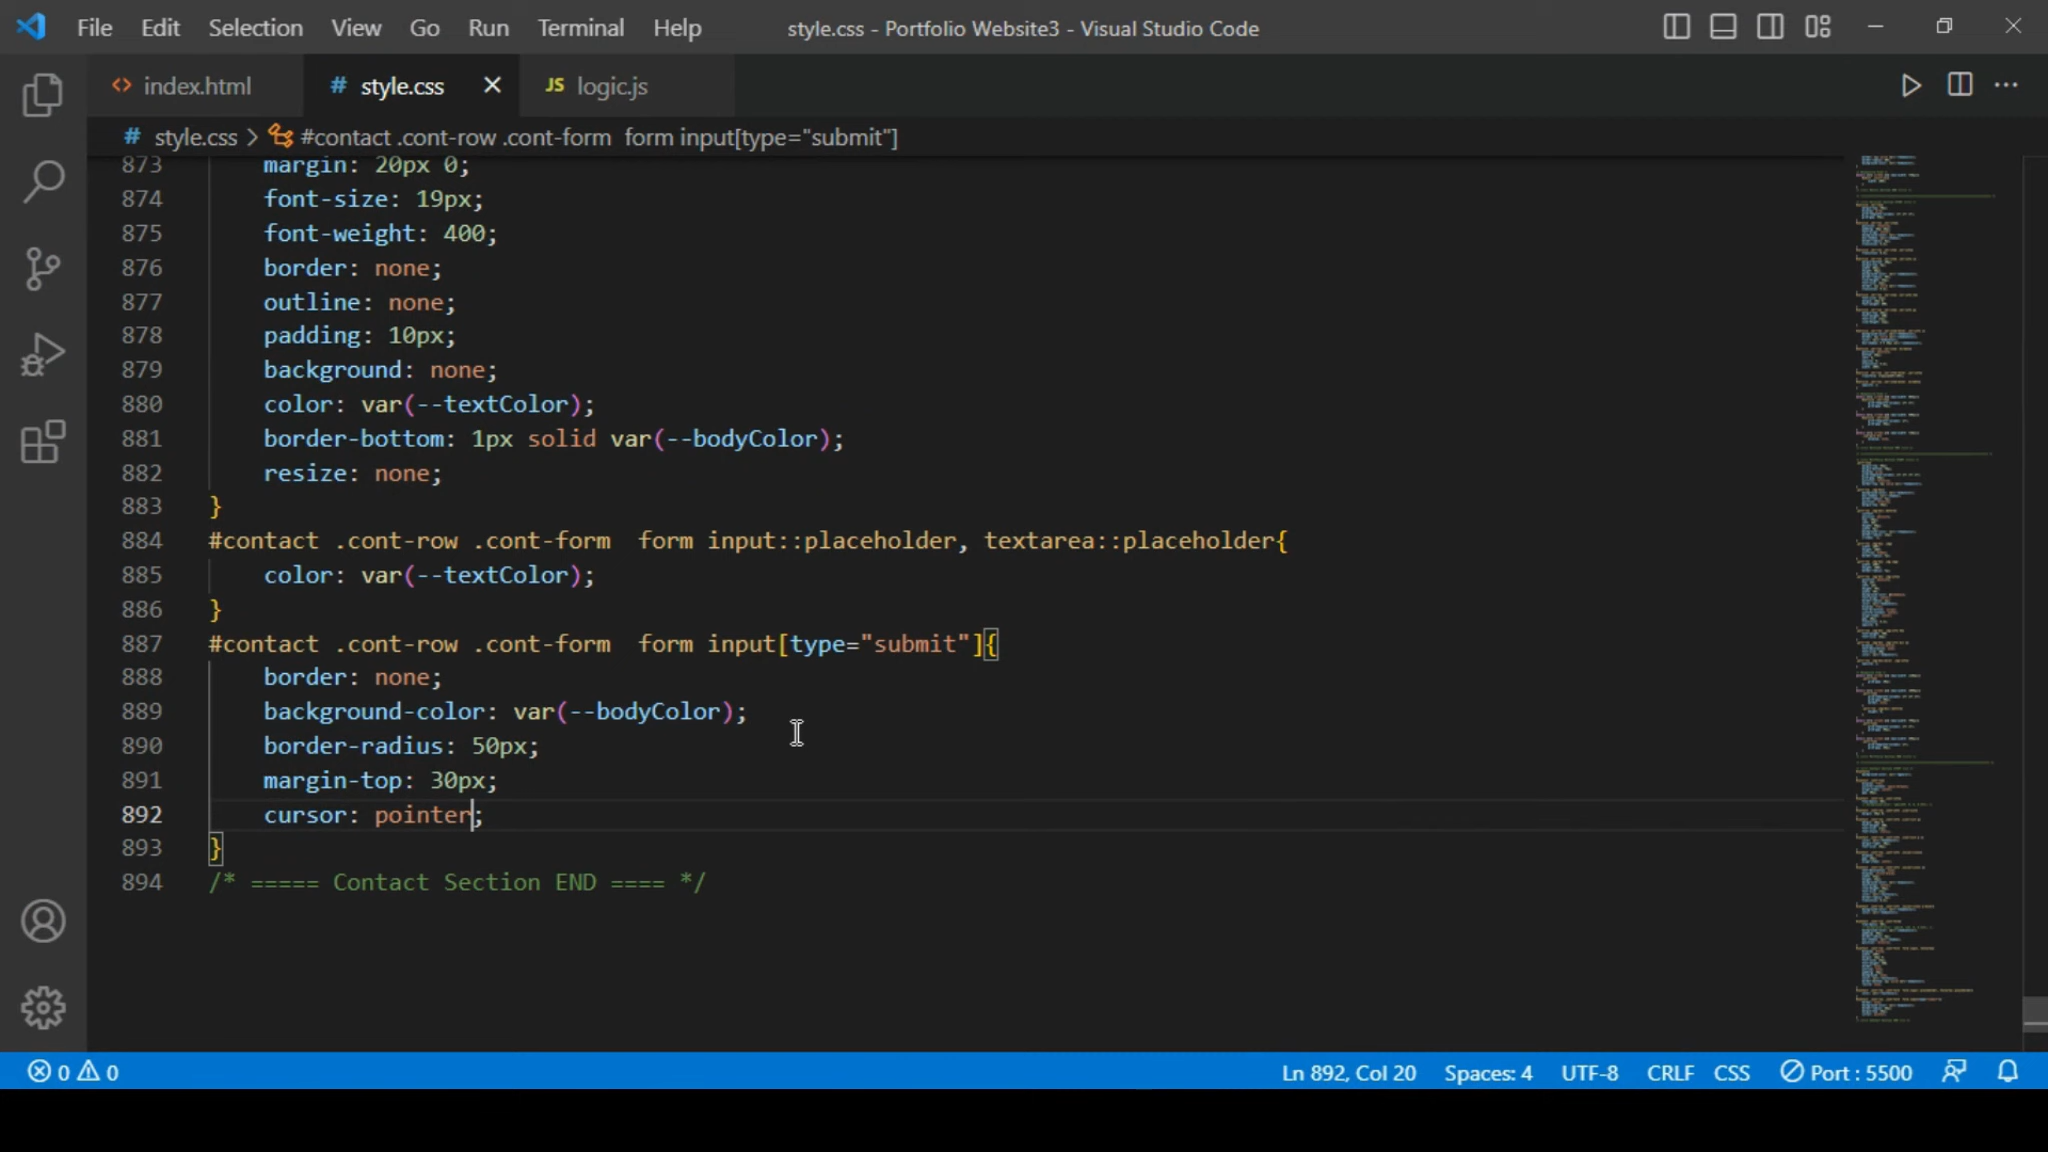 File Edit Selection View Go Run Terminal Help style.css - Portfolio Website3 - Visual Studio Code
index.html # style.css JS logic.js
# style.css > #contact .cont-row .cont-form  form input[type="submit"]
873 margin: 20px 0;
874 font-size: 19px;
875 font-weight: 400;
876 border: none;
877 outline: none;
878 padding: 10px;
879 background: none;
880 color: var(--textColor);
881 border-bottom: 1px solid var(--bodyColor);
882 resize: none;
883 }
884 #contact .cont-row .cont-form  form input::placeholder, textarea::placeholder{
885 color: var(--textColor);
886 }
887 #contact .cont-row .cont-form  form input[type="submit"]{
888 border: none;
889 background-color: var(--bodyColor);
890 border-radius: 50px;
891 margin-top: 30px;
892 cursor: pointer;
893 }
894 /* ===== Contact Section END ==== */
0 0 Ln 892, Col 20 Spaces: 4 UTF-8 CRLF CSS Port : 5500